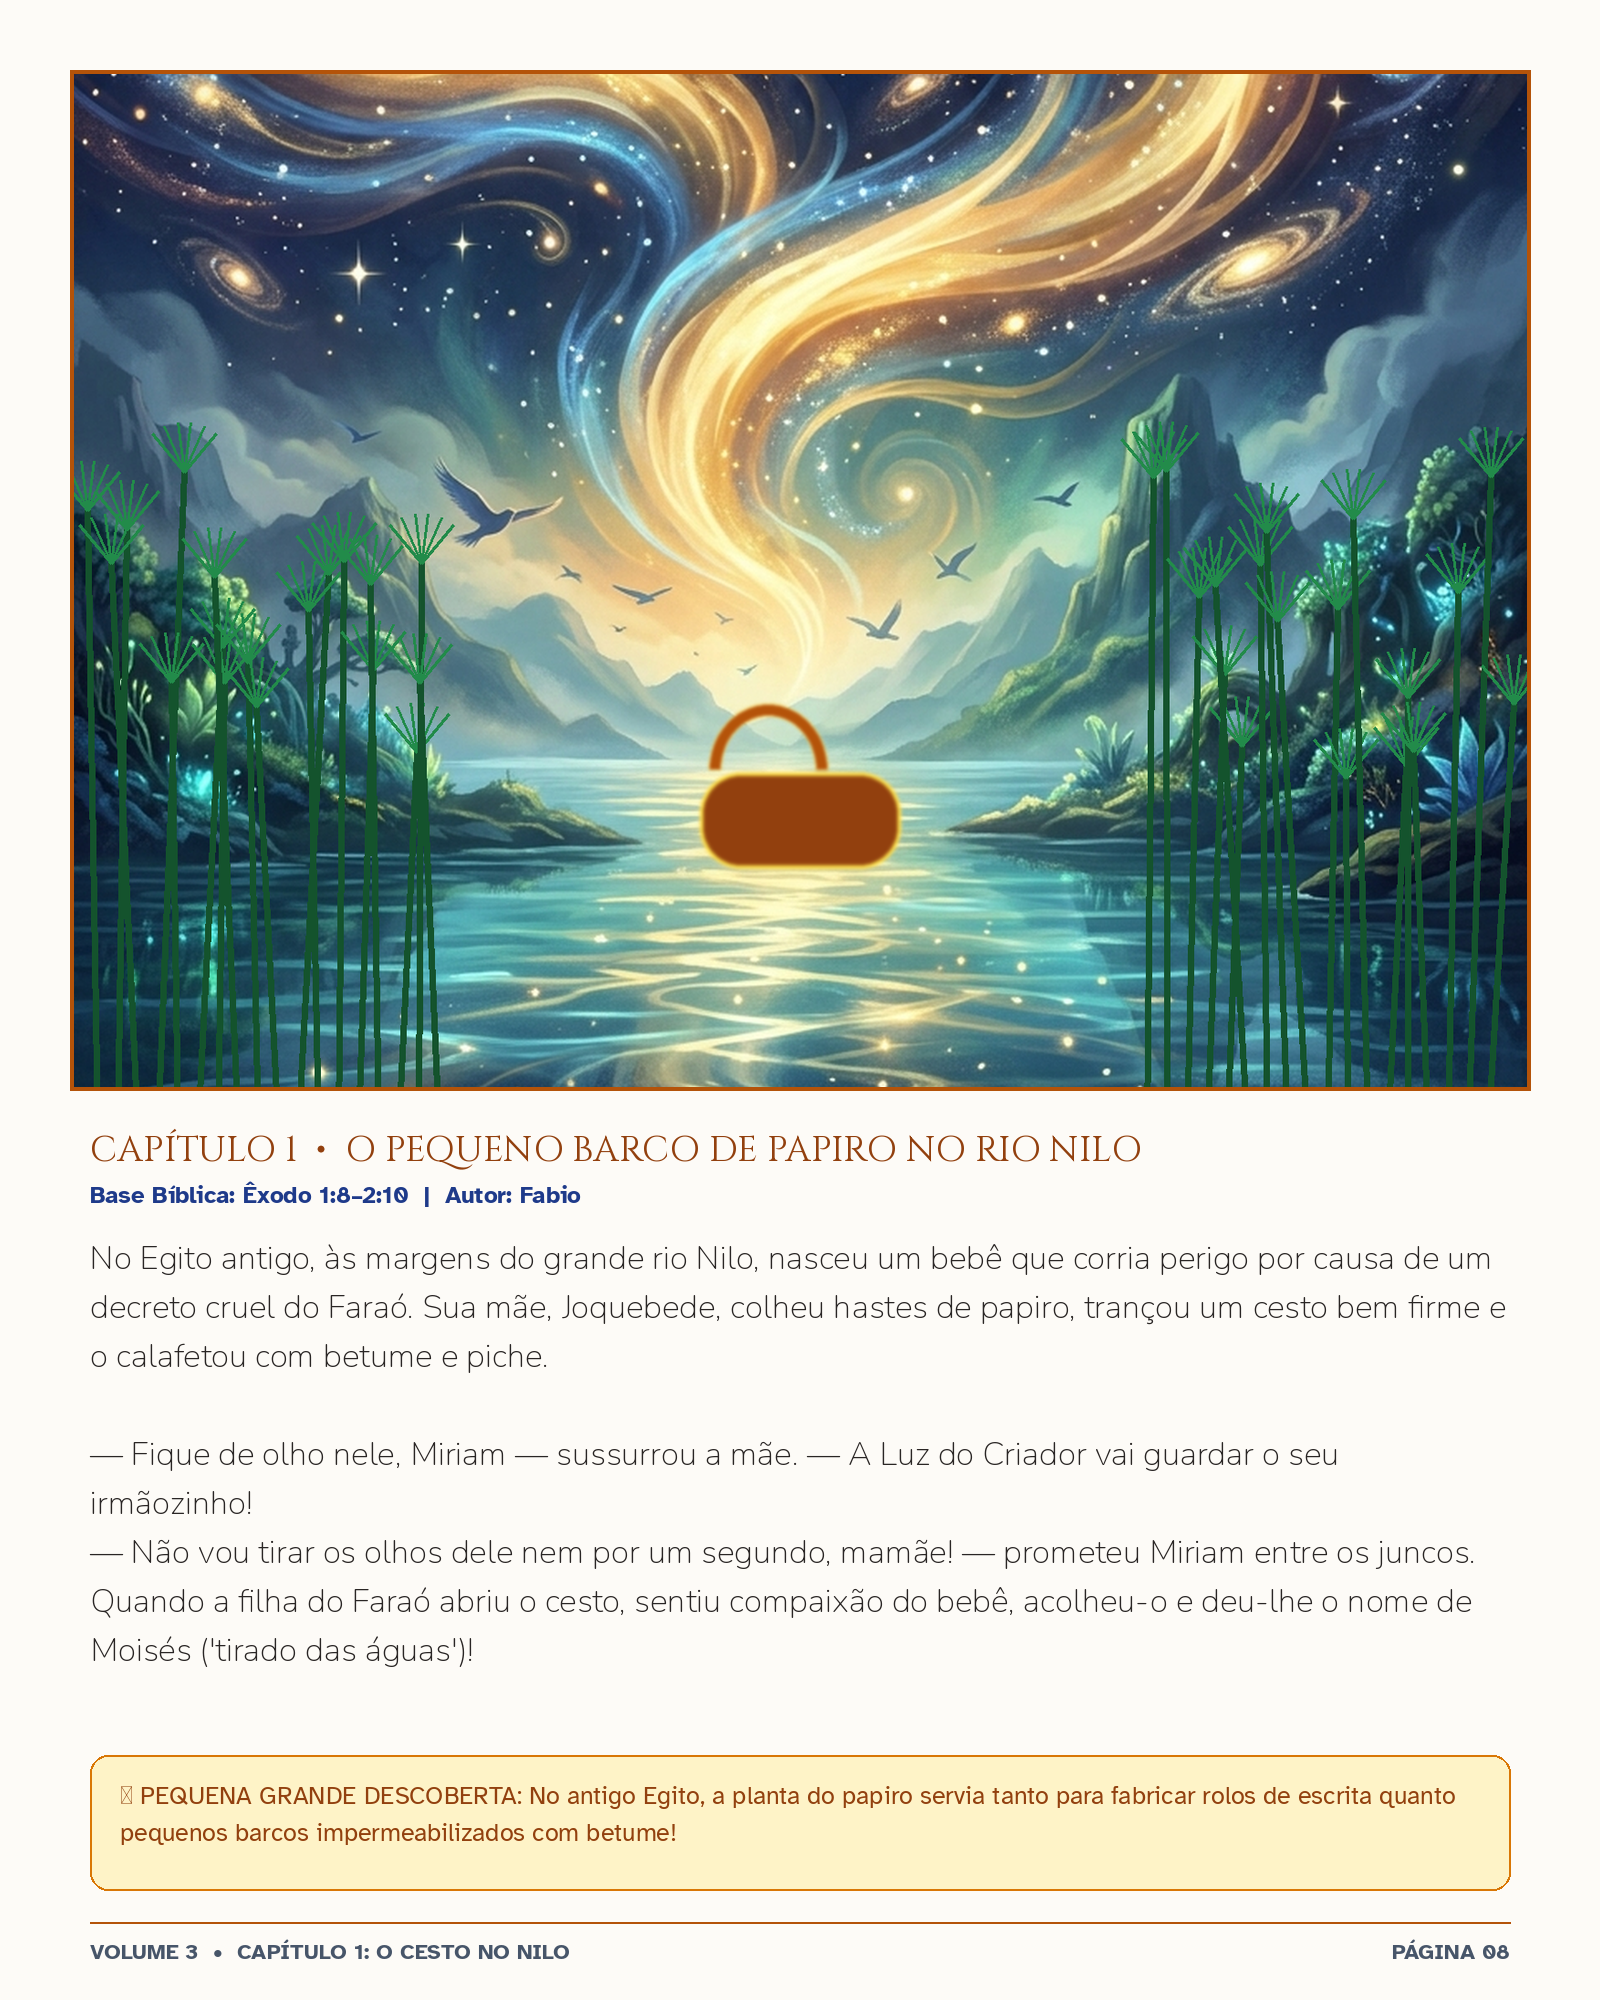 CAPÍTULO 1 • O PEQUENO BARCO DE PAPIRO NO RIO NILO
Base Bíblica: Êxodo 1:8–2:10 | Autor: Fabio
No Egito antigo, às margens do grande rio Nilo, nasceu um bebê que corria perigo por causa de um
decreto cruel do Faraó. Sua mãe, Joquebede, colheu hastes de papiro, trançou um cesto bem firme e
o calafetou com betume e piche.
— Fique de olho nele, Miriam — sussurrou a mãe. — A Luz do Criador vai guardar o seu
irmãozinho!
— Não vou tirar os olhos dele nem por um segundo, mamãe! — prometeu Miriam entre os juncos.
Quando a filha do Faraó abriu o cesto, sentiu compaixão do bebê, acolheu-o e deu-lhe o nome de
Moisés ('tirado das águas')!
PEQUENA GRANDE DESCOBERTA: No antigo Egito, a planta do papiro servia tanto para fabricar rolos de escrita quanto
pequenos barcos impermeabilizados com betume!
VOLUME 3 • CAPÍTULO 1: O CESTO NO NILO
PÁGINA 08